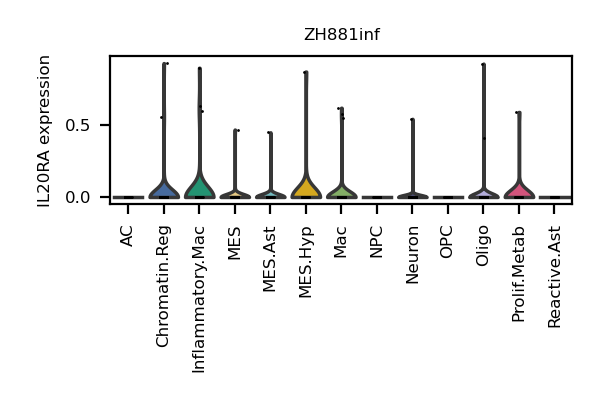 ZH881inf
IL20RA expression
0.5
0.0
AC
Chromatin.Reg
Inflammatory.Mac
MES
MES.Ast
MES.Hyp
Mac
NPC
Neuron
OPC
Oligo
Prolif.Metab
Reactive.Ast